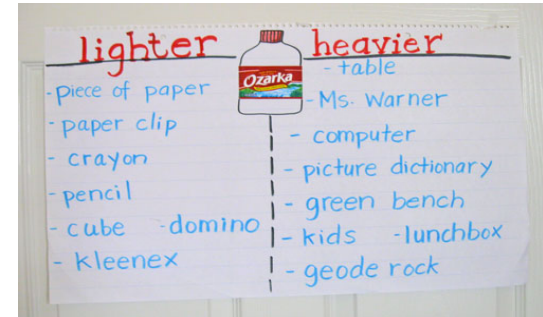 lighter
heavier
Ozarka
- piece of paper
- paper clip
- crayon
- pencil
- cube - domino
- kleenex
- table
- Ms. Warner
- computer
- picture dictionary
- green bench
- kids - lunchbox
- geode rock